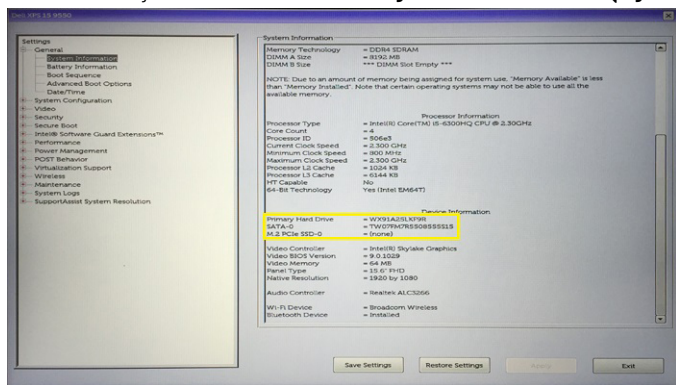 Dell XPS 15 9550
Settings
General
System Information
Battery Information
Boot Sequence
Advanced Boot Options
Date/Time
System Configuration
Video
Security
Secure Boot
Intel® Software Guard Extensions™
Performance
Power Management
POST Behavior
Virtualization Support
Wireless
Maintenance
System Logs
SupportAssist System Resolution
System Information
Memory Technology = DDR4 SDRAM
DIMM A Size = 8192 MB
DIMM B Size *** DIMM Slot Empty ***
NOTE: Due to an amount of memory being assigned for system use, "Memory Available" is less
than "Memory Installed". Note that certain operating systems may not be able to use all the
available memory.
Processor Information
Processor Type = Intel(R) Core(TM) i5-6300HQ CPU @ 2.30GHz
Core Count = 4
Processor ID = 506e3
Current Clock Speed = 2.300 GHz
Minimum Clock Speed = 800 MHz
Maximum Clock Speed = 2.300 GHz
Processor L2 Cache = 1024 KB
Processor L3 Cache = 6144 KB
HT Capable No
64-Bit Technology Yes (Intel EM64T)
Device Information
Primary Hard Drive = WX91A25LKP9R
SATA-0 = TW07FM7R5508555S15
M.2 PCIe SSD-0 = (none)
Video Controller = Intel(R) Skylake Graphics
Video BIOS Version = 9.0.1029
Video Memory = 64 MB
Panel Type = 15.6" FHD
Native Resolution = 1920 by 1080
Audio Controller = Realtek ALC3266
Wi-Fi Device = Broadcom Wireless
Bluetooth Device = Installed
Save Settings Restore Settings Apply Exit